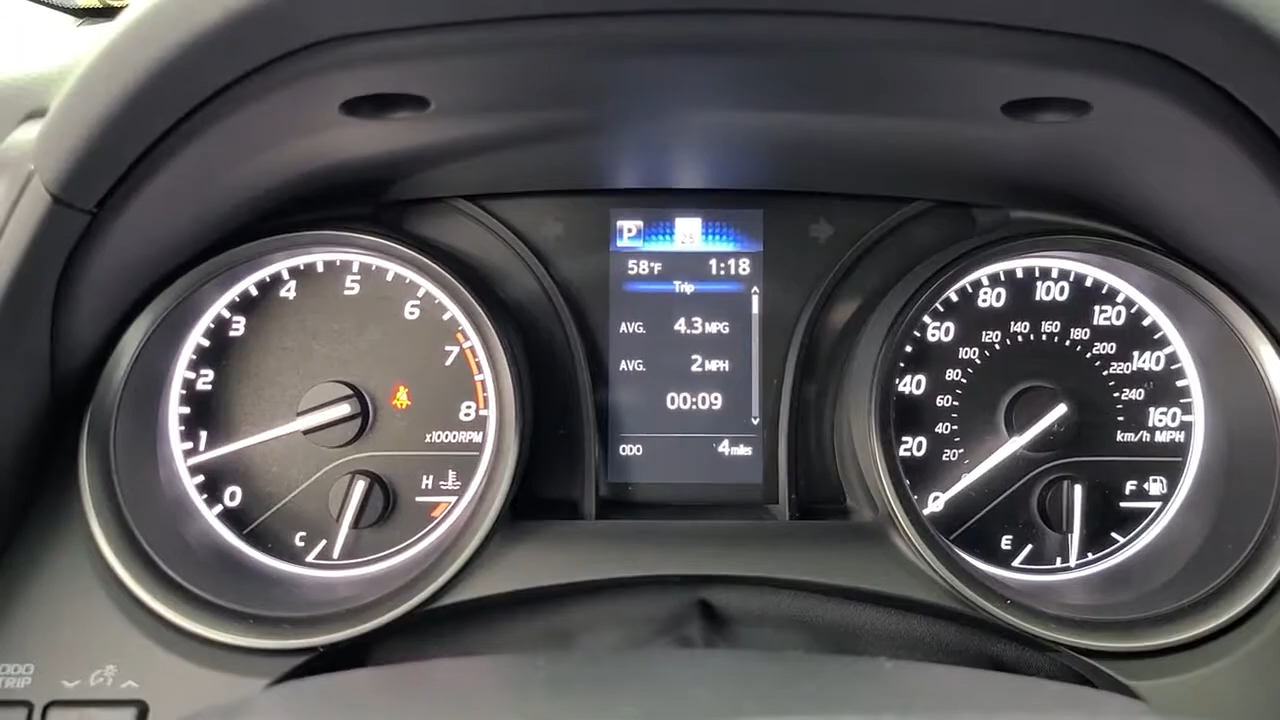 0
1
2
3
4
5
6
7
8
x1000RPM
C
H
P
25
58°F 1:18
Trip
AVG. 4.3 MPG
AVG. 2 MPH
00:09
ODO 4 miles
0
20
40
60
80
100
120
140
160
20
40
60
80
100
120
140
160
180
200
220
240
km/h MPH
E
F
ODO
TRIP